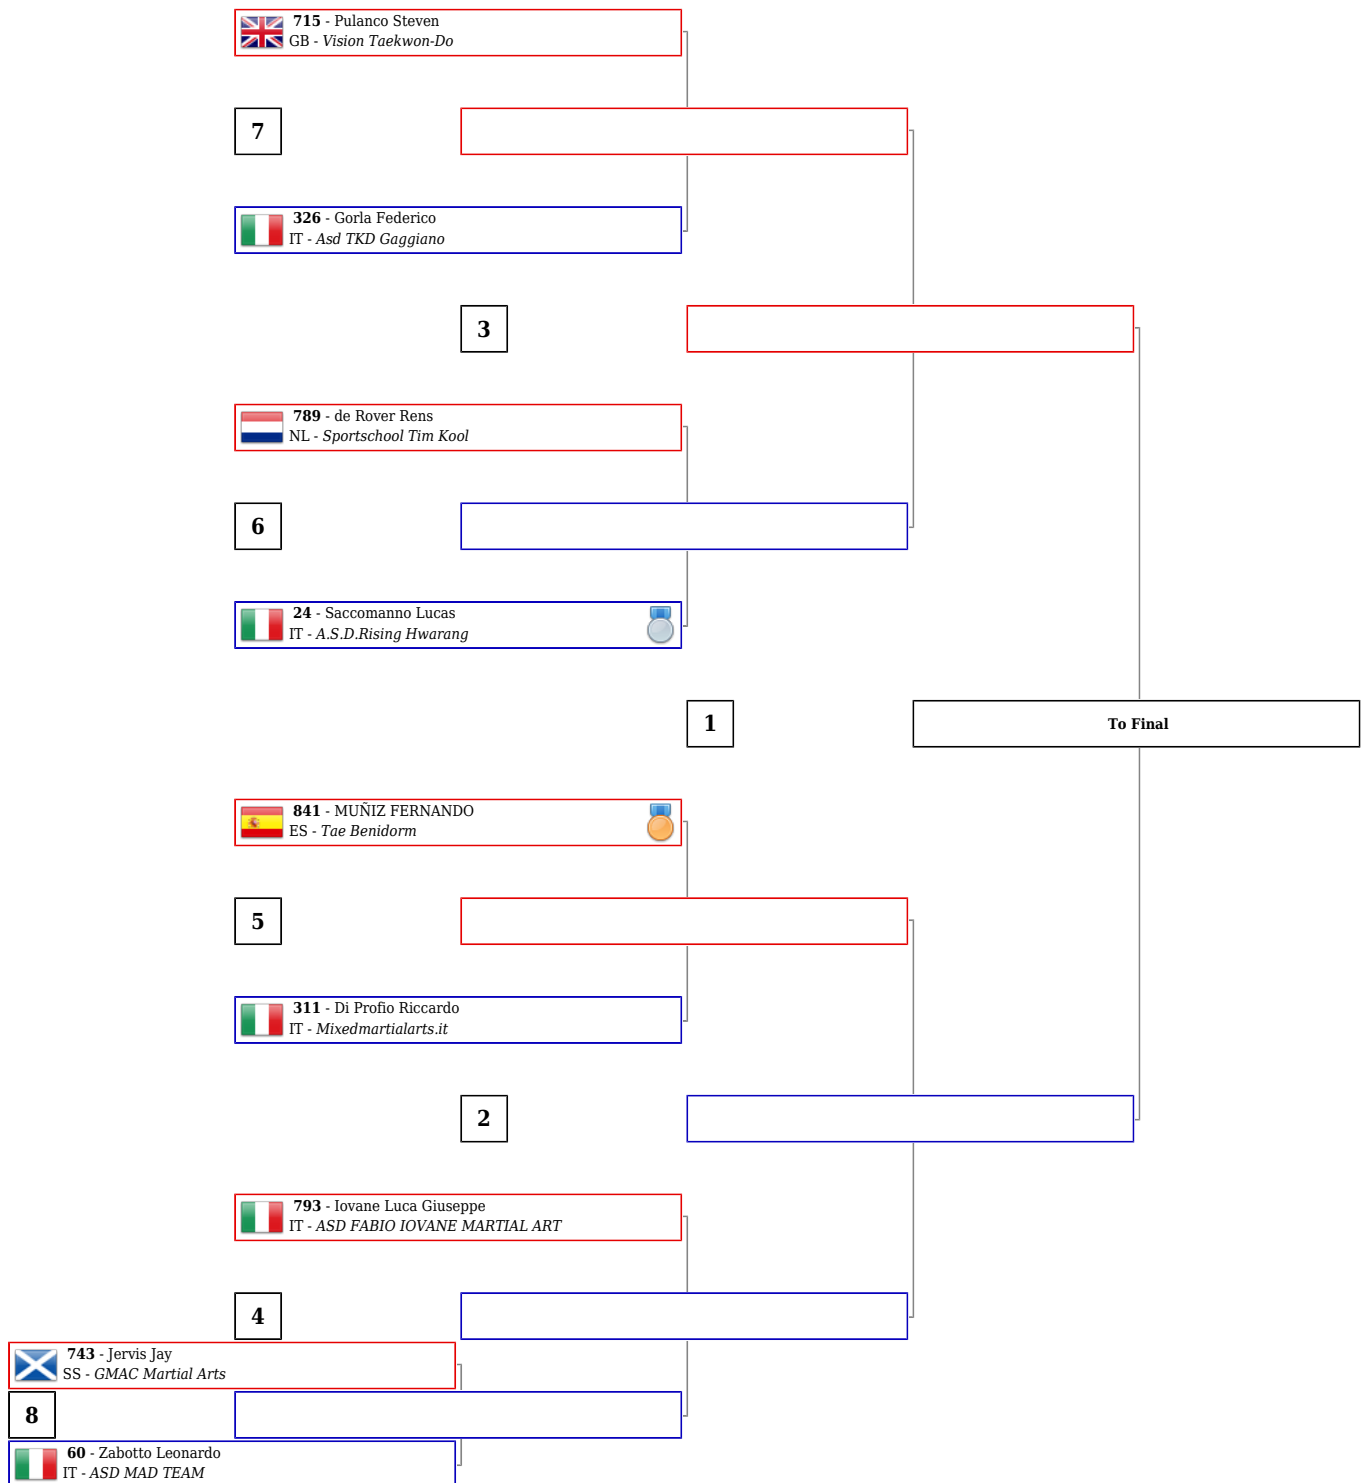 715 - Pulanco Steven
GB - Vision Taekwon-Do
7
326 - Gorla Federico
IT - Asd TKD Gaggiano
3
789 - de Rover Rens
NL - Sportschool Tim Kool
6
24 - Saccomanno Lucas
IT - A.S.D.Rising Hwarang
1
To Final
841 - MUÑIZ FERNANDO
ES - Tae Benidorm
5
311 - Di Profio Riccardo
IT - Mixedmartialarts.it
2
793 - Iovane Luca Giuseppe
IT - ASD FABIO IOVANE MARTIAL ART
4
743 - Jervis Jay
SS - GMAC Martial Arts
8
60 - Zabotto Leonardo
IT - ASD MAD TEAM